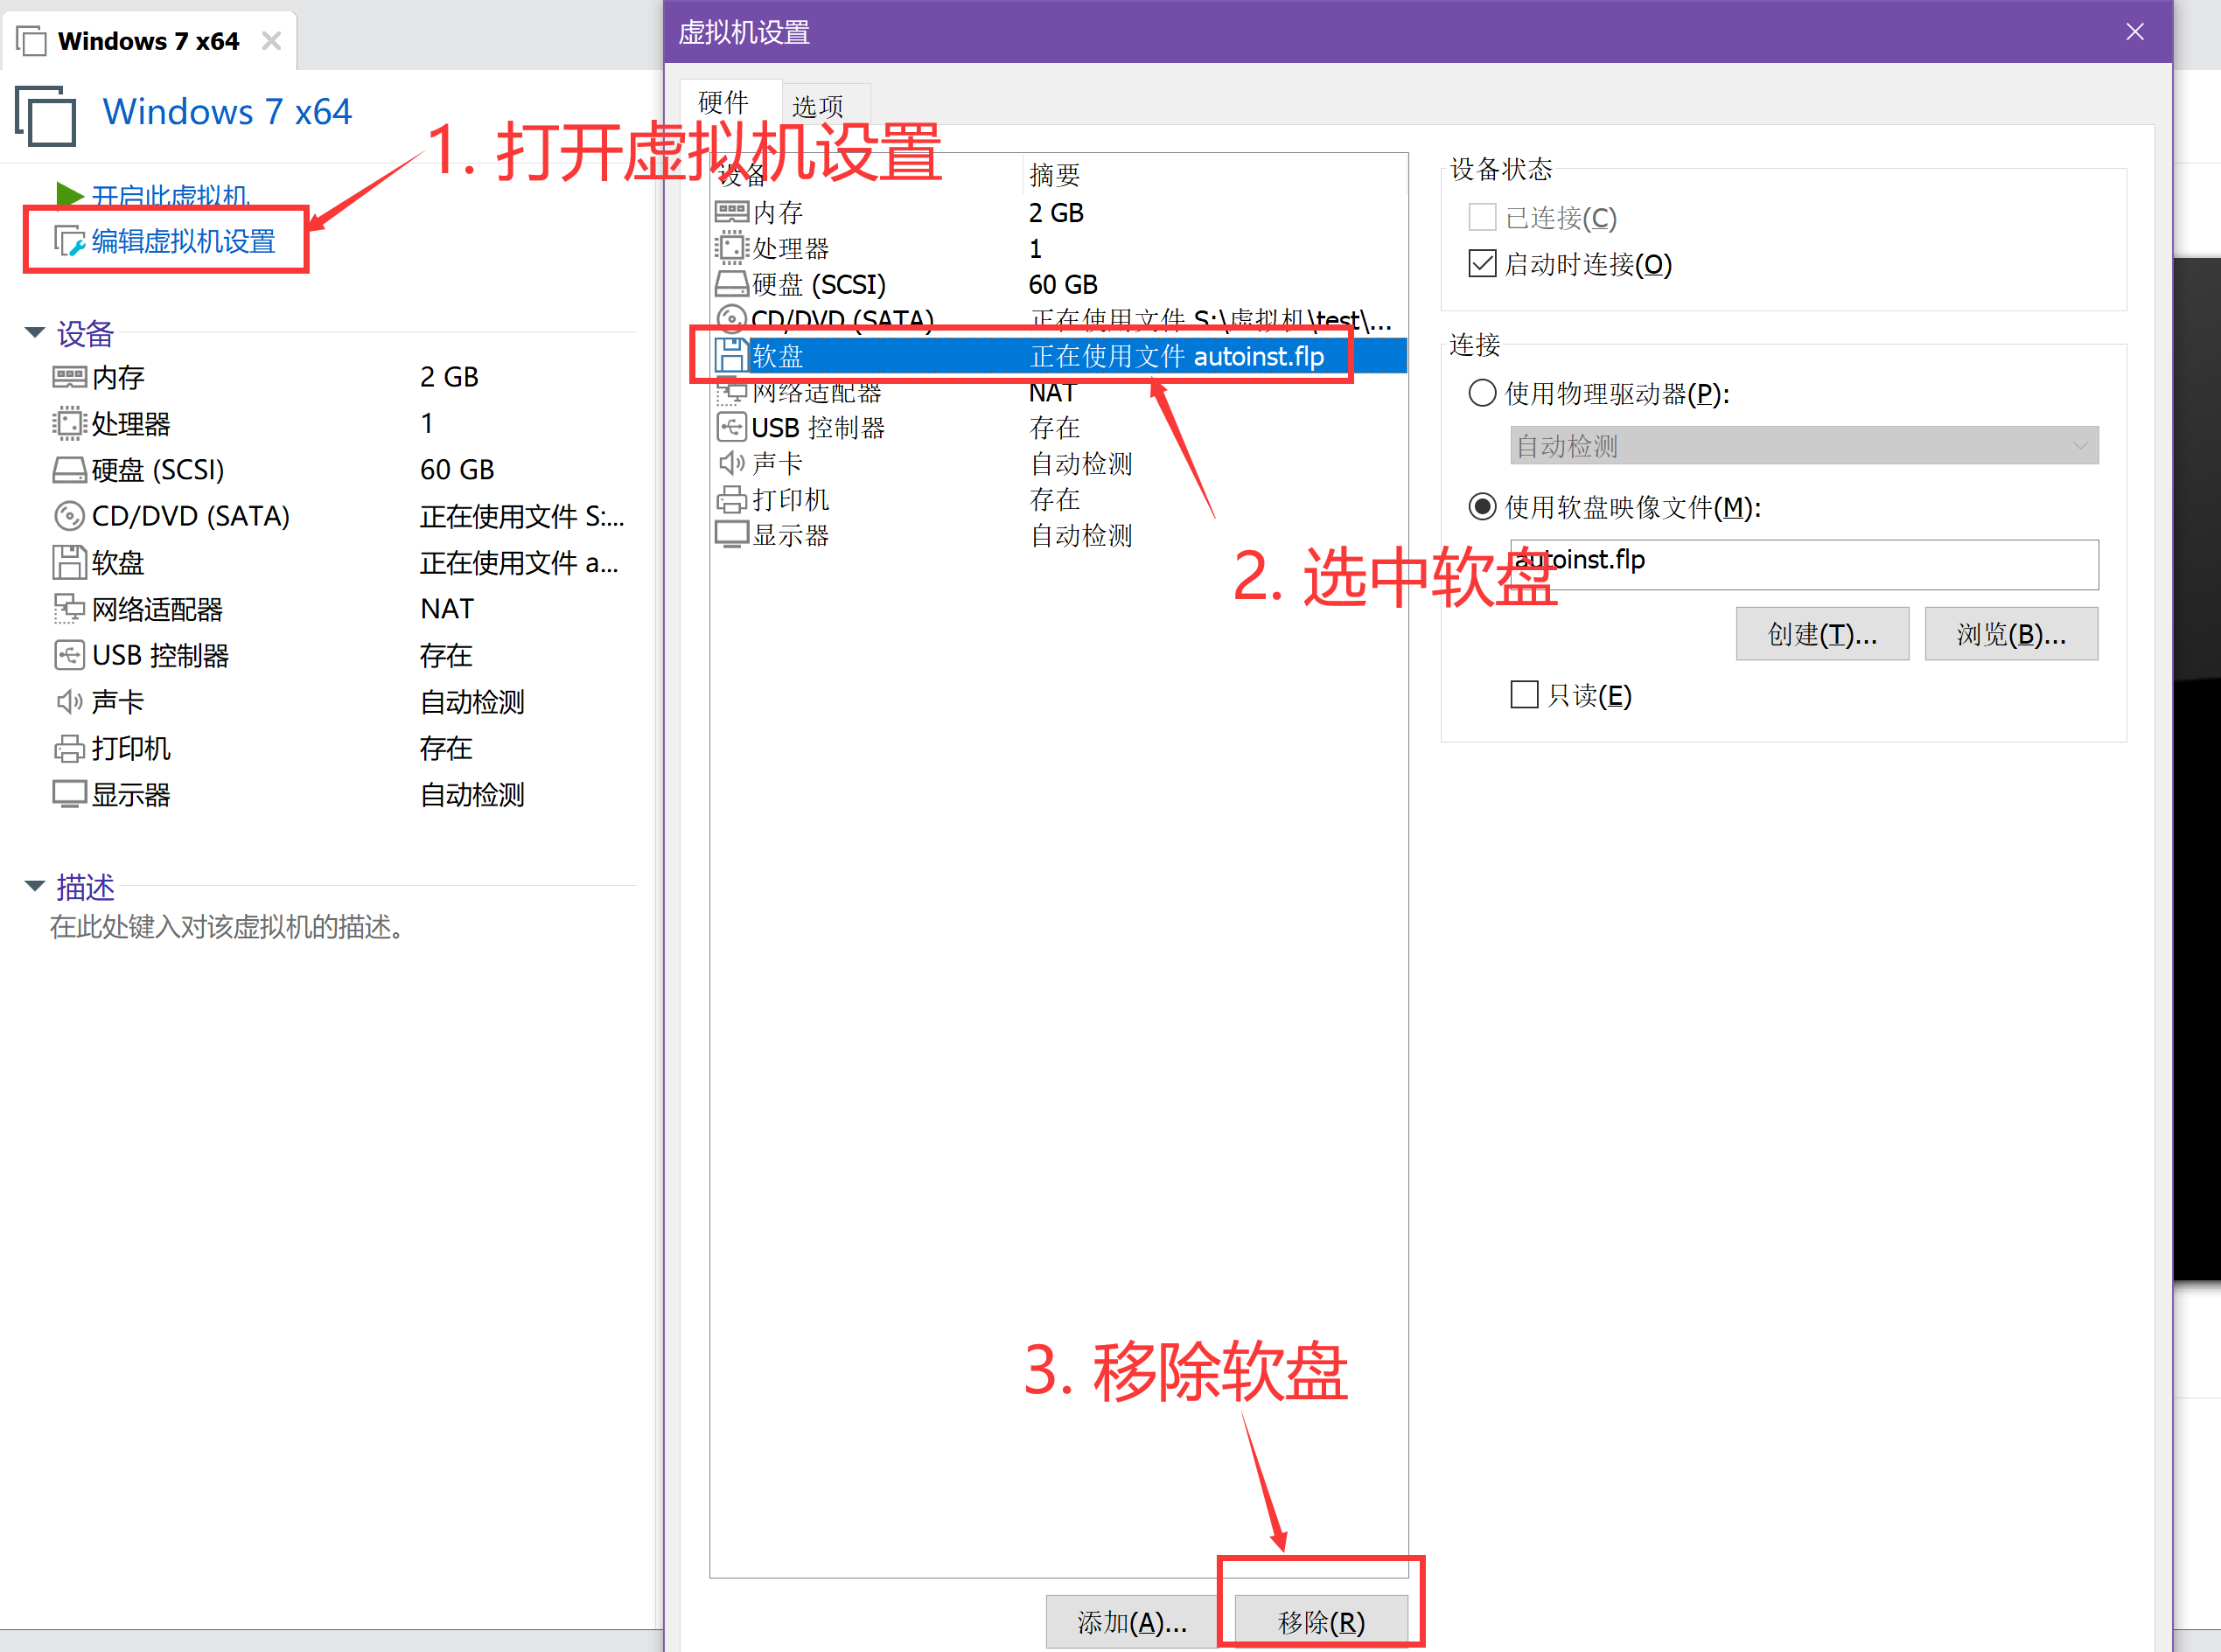 Windows 7 x64
Windows 7 x64
开启此虚拟机
编辑虚拟机设置
设备
内存 2 GB
处理器 1
硬盘 (SCSI) 60 GB
CD/DVD (SATA) 正在使用文件 S:...
软盘 正在使用文件 a...
网络适配器 NAT
USB 控制器 存在
声卡 自动检测
打印机 存在
显示器 自动检测
描述
在此处键入对该虚拟机的描述。
虚拟机设置
硬件 选项
1. 打开虚拟机设置
设备 摘要
内存 2 GB
处理器 1
硬盘 (SCSI) 60 GB
CD/DVD (SATA) 正在使用文件 S:\虚拟机\test\...
软盘 正在使用文件 autoinst.flp
网络适配器 NAT
USB 控制器 存在
声卡 自动检测
打印机 存在
显示器 自动检测
2. 选中软盘
3. 移除软盘
添加(A)... 移除(R)
设备状态
已连接(C)
启动时连接(O)
连接
使用物理驱动器(P):
自动检测
使用软盘映像文件(M):
autoinst.flp
创建(T)... 浏览(B)...
只读(E)